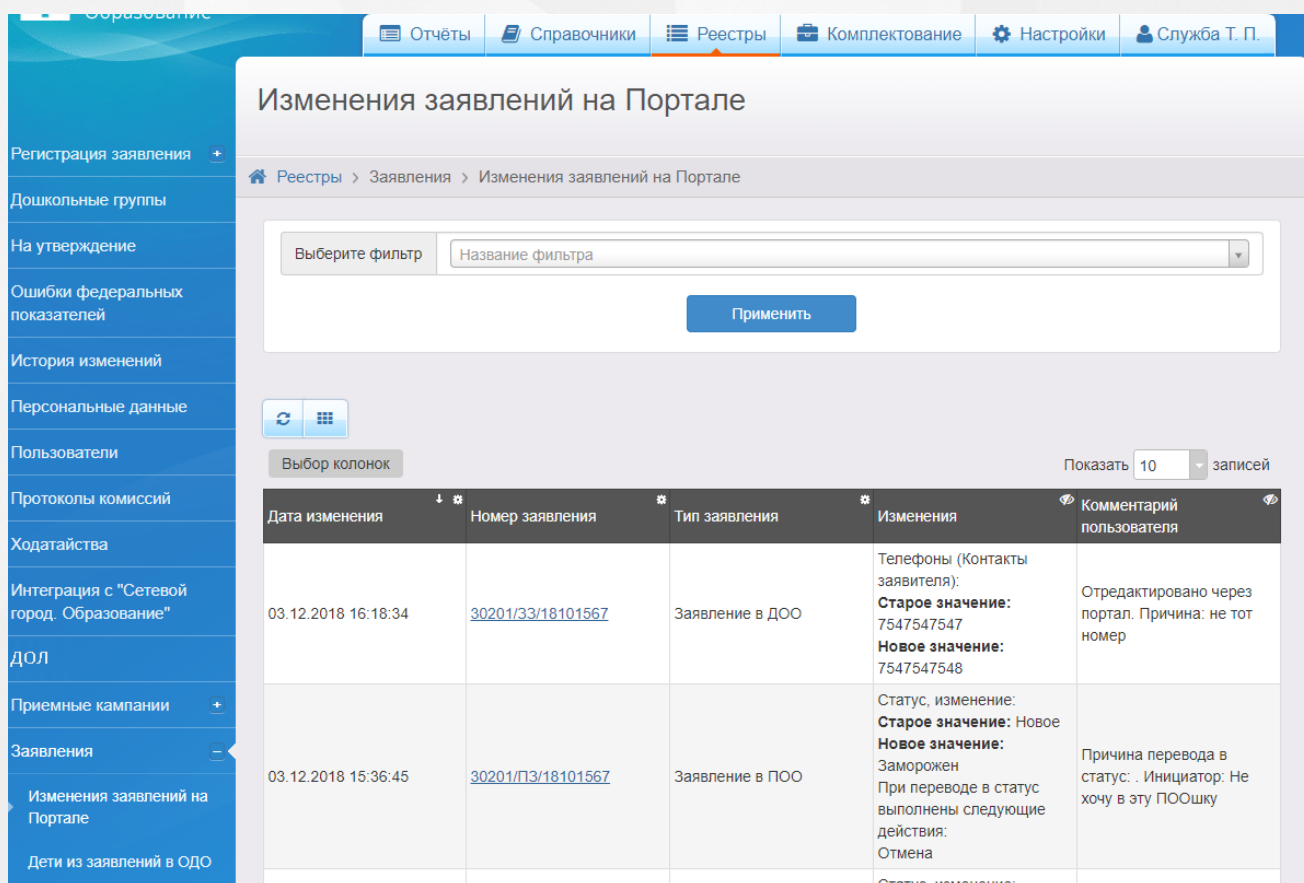 Образование
Отчёты Справочники Реестры Комплектование Настройки Служба Т. П.
Изменения заявлений на Портале
Реестры > Заявления > Изменения заявлений на Портале
Регистрация заявления
Дошкольные группы
На утверждение
Ошибки федеральных
показателей
История изменений
Персональные данные
Пользователи
Протоколы комиссий
Ходатайства
Интеграция с "Сетевой
город. Образование"
ДОЛ
Приемные кампании
Заявления
Изменения заявлений на
Портале
Дети из заявлений в ОДО
Выберите фильтр Название фильтра
Применить
Выбор колонок
Показать 10 записей
Дата изменения
Номер заявления
Тип заявления
Изменения
Комментарий
пользователя
03.12.2018 16:18:34
30201/ЗЗ/18101567
Заявление в ДОО
Телефоны (Контакты
заявителя):
Старое значение:
7547547547
Новое значение:
7547547548
Отредактировано через
портал. Причина: не тот
номер
03.12.2018 15:36:45
30201/ПЗ/18101567
Заявление в ПОО
Статус, изменение:
Старое значение: Новое
Новое значение:
Заморожен
При переводе в статус
выполнены следующие
действия:
Отмена
Причина перевода в
статус: . Инициатор: Не
хочу в эту ПООшку
Статус, изменение: